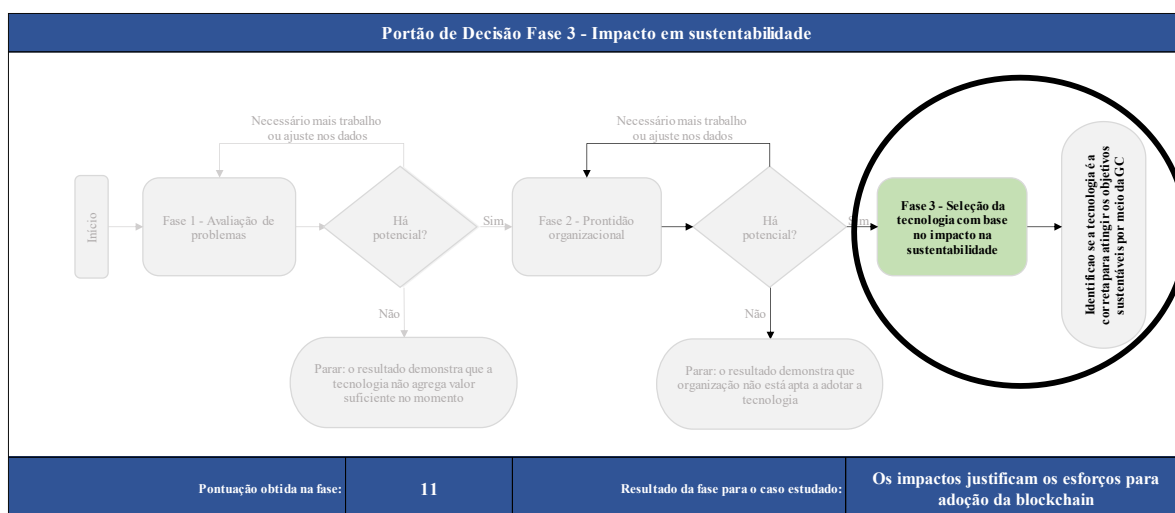 Portão de Decisão Fase 3 - Impacto em sustentabilidade
Necessário mais trabalho
ou ajuste nos dados
Necessário mais trabalho
ou ajuste nos dados
Início
Fase 1 - Avaliação de
problemas
Há
potencial?
Sim
Fase 2 - Prontidão
organizacional
Há
potencial?
Sim
Fase 3 - Seleção da
tecnologia com base
no impacto na
sustentabilidade
Identificao se a tecnologia é a
correta para atingir os objetivos
sustentáveis por meio da GC
Não
Não
Parar: o resultado demonstra que a
tecnologia não agrega valor
suficiente no momento
Parar: o resultado demonstra que
organização não está apta a adotar a
tecnologia
Pontuação obtida na fase:
11
Resultado da fase para o caso estudado:
Os impactos justificam os esforços para
adoção da blockchain